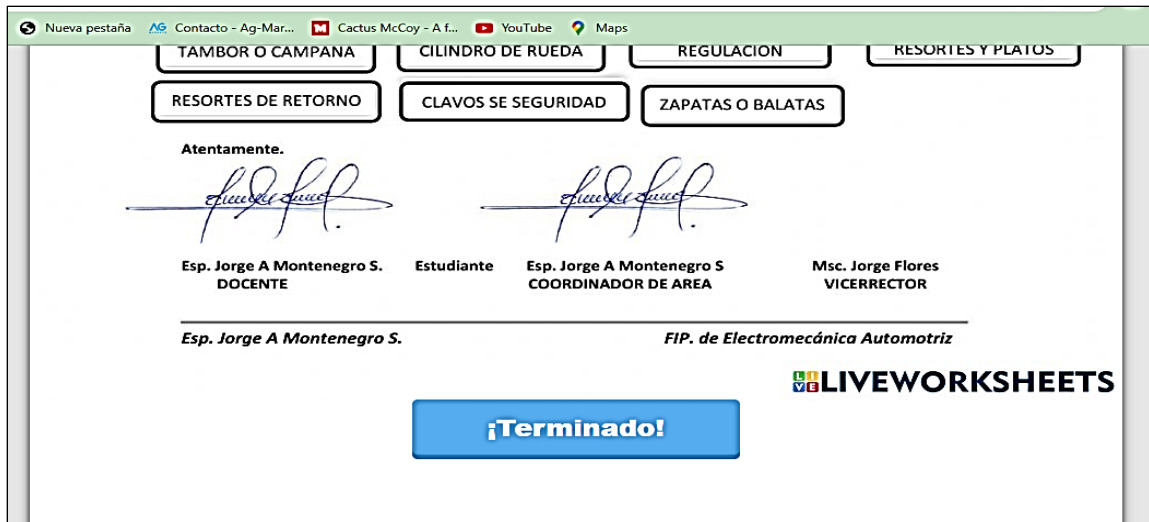 Nueva pestaña AG Contacto - Ag-Mar... M Cactus McCoy - A f... YouTube Maps
TAMBOR O CAMPANA CILINDRO DE RUEDA REGULACION RESORTES Y PLATOS
RESORTES DE RETORNO CLAVOS SE SEGURIDAD ZAPATAS O BALATAS
Atentamente.
Esp. Jorge A Montenegro S. Estudiante Esp. Jorge A Montenegro S Msc. Jorge Flores
DOCENTE COORDINADOR DE AREA VICERRECTOR
Esp. Jorge A Montenegro S. FIP. de Electromecánica Automotriz
LIVE LIVEWORKSHEETS
¡Terminado!